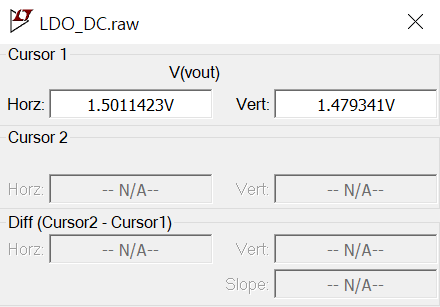 LDO_DC.raw
Cursor 1
V(vout)
Horz: 1.5011423V Vert: 1.479341V
Cursor 2
Horz: -- N/A-- Vert: -- N/A--
Diff (Cursor2 - Cursor1)
Horz: -- N/A-- Vert: -- N/A--
Slope: -- N/A--